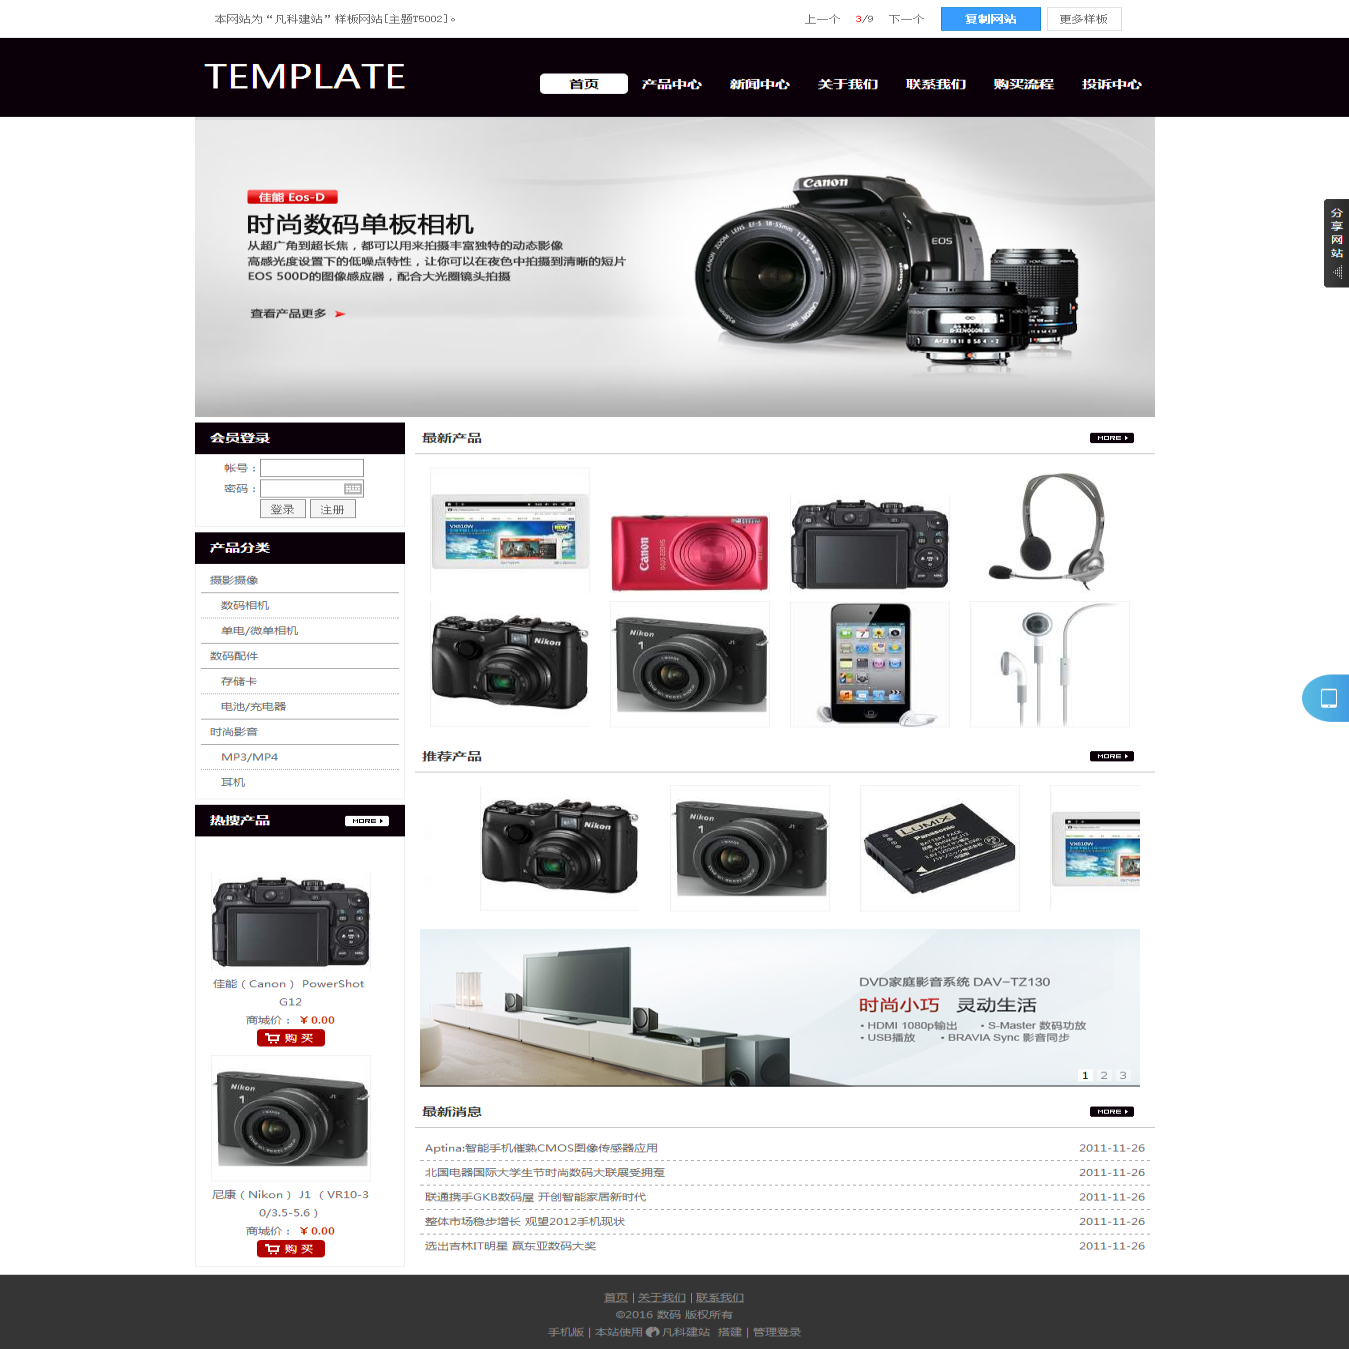 本网站为“凡科建站”样板网站[主题T5002]。
上一个 3/9 下一个 复制网站 更多样板
TEMPLATE
首页 产品中心 新闻中心 关于我们 联系我们 购买流程 投诉中心
Canon
EOS
佳能 Eos-D
时尚数码单板相机
从超广角到超长焦，都可以用来拍摄丰富独特的动态影像
高感光度设置下的低噪点特性，让你可以在夜色中拍摄到清晰的短片
EOS 500D的图像感应器，配合大光圈镜头拍摄
查看产品更多
分享网站
会员登录
帐号：
密码：
登录 注册
产品分类
摄影摄像
数码相机
单电/微单相机
数码配件
存储卡
电池/充电器
时尚影音
MP3/MP4
耳机
热搜产品 MORE
佳能（Canon） PowerShot
G12
商城价： ￥0.00
购 买
Nikon
1
J1
尼康（Nikon） J1 （VR10-3
0/3.5-5.6）
商城价： ￥0.00
购 买
最新产品 MORE
Canon
Nikon
Nikon
1
J1
推荐产品 MORE
Nikon
Nikon
1
J1
LUMIX
Panasonic
DVD家庭影音系统 DAV-TZ130
时尚小巧 灵动生活
• HDMI 1080p输出 • S-Master 数码功放
• USB播放 • BRAVIA Sync 影音同步
1 2 3
最新消息 MORE
Aptina:智能手机催熟CMOS图像传感器应用 2011-11-26
北国电器国际大学生节时尚数码大联展受拥趸 2011-11-26
联通携手GKB数码屋 开创智能家居新时代 2011-11-26
整体市场稳步增长 观望2012手机现状 2011-11-26
选出吉林IT明星 赢东亚数码大奖 2011-11-26
首页 | 关于我们 | 联系我们
©2016 数码 版权所有
手机版 | 本站使用 凡科建站 搭建 | 管理登录